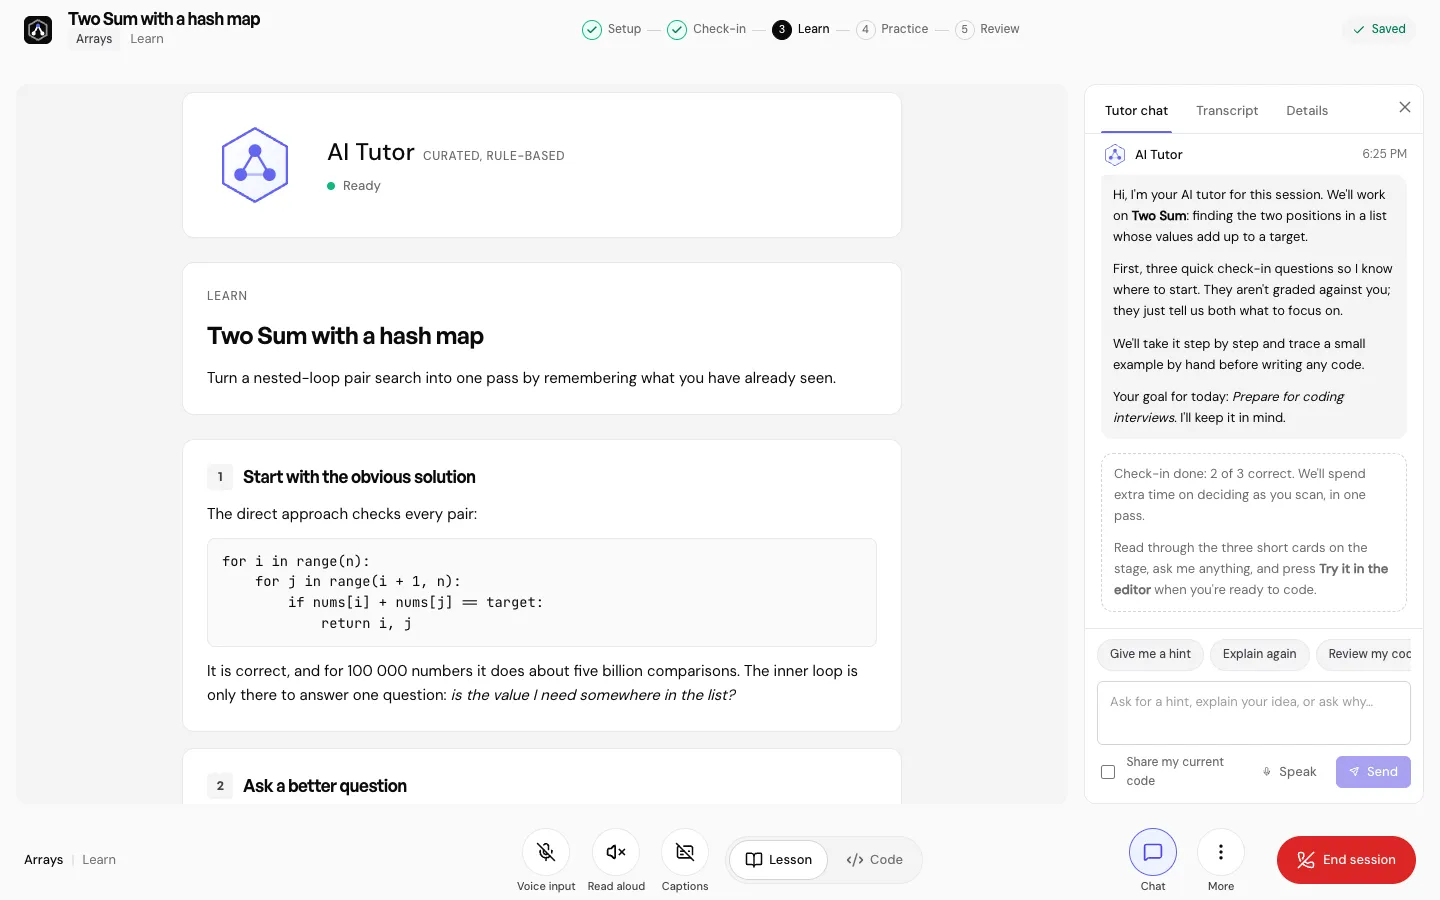 Two Sum with a hash map
Arrays Learn
Setup
Check-in
3 Learn
4 Practice
5 Review
Saved
AI Tutor CURATED, RULE-BASED
Ready
LEARN
Two Sum with a hash map
Turn a nested-loop pair search into one pass by remembering what you have already seen.
1 Start with the obvious solution
The direct approach checks every pair:
for i in range(n):
    for j in range(i + 1, n):
        if nums[i] + nums[j] == target:
            return i, j
It is correct, and for 100 000 numbers it does about five billion comparisons. The inner loop is
only there to answer one question: is the value I need somewhere in the list?
2 Ask a better question
Tutor chat Transcript Details
AI Tutor 6:25 PM
Hi, I'm your AI tutor for this session. We'll work
on Two Sum: finding the two positions in a list
whose values add up to a target.
First, three quick check-in questions so I know
where to start. They aren't graded against you;
they just tell us both what to focus on.
We'll take it step by step and trace a small
example by hand before writing any code.
Your goal for today: Prepare for coding
interviews. I'll keep it in mind.
Check-in done: 2 of 3 correct. We'll spend
extra time on deciding as you scan, in one
pass.
Read through the three short cards on the
stage, ask me anything, and press Try it in the
editor when you're ready to code.
Give me a hint
Explain again
Review my coc
Ask for a hint, explain your idea, or ask why…
Share my current
code
Speak
Send
Arrays | Learn
Voice input
Read aloud
Captions
Lesson
</> Code
Chat
More
End session